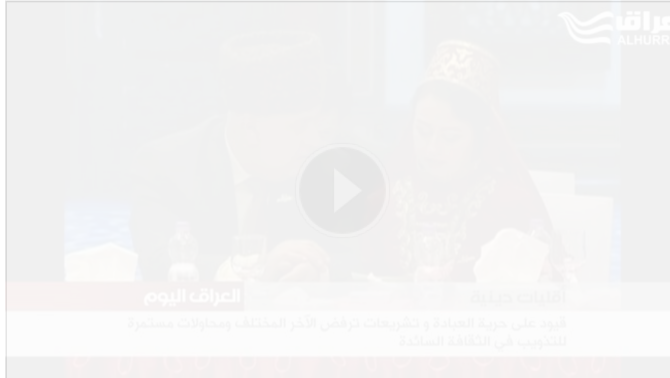 عراق
ALHURR
أقليات دينية
العراق اليوم
قيود على حرية العبادة و تشريعات ترفض الآخر المختلف ومحاولات مستمرة
للتذويب في الثقافة السائدة